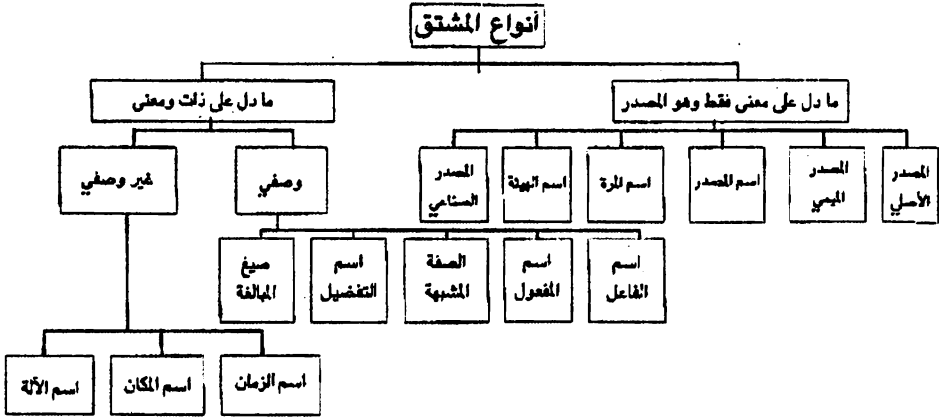 أنواع المشتق
ما دل على معنى فقط وهو المصدر
ما دل على ذات ومعنى
المصدر
الأصلي
المصدر
الميمي
اسم المصدر
اسم المرة
اسم الهيئة
المصدر
الصناعي
وصفي
غير وصفي
اسم
الفاعل
اسم
المفعول
الصفة
المشبهة
اسم
التفضيل
صيغ
المبالغة
اسم الزمان
اسم المكان
اسم الآلة